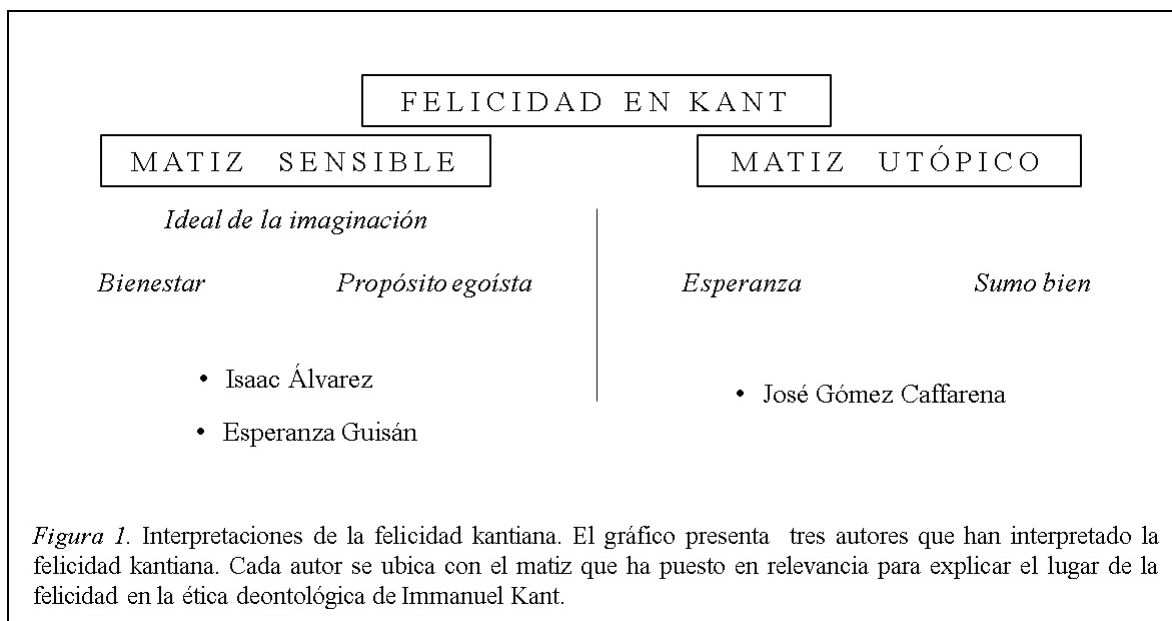 FELICIDAD EN KANT
MATIZ SENSIBLE
MATIZ UTÓPICO
Ideal de la imaginación
Bienestar
Propósito egoísta
Esperanza
Sumo bien
• Isaac Álvarez
• Esperanza Guisán
• José Gómez Caffarena
Figura 1. Interpretaciones de la felicidad kantiana. El gráfico presenta tres autores que han interpretado la
felicidad kantiana. Cada autor se ubica con el matiz que ha puesto en relevancia para explicar el lugar de la
felicidad en la ética deontológica de Immanuel Kant.